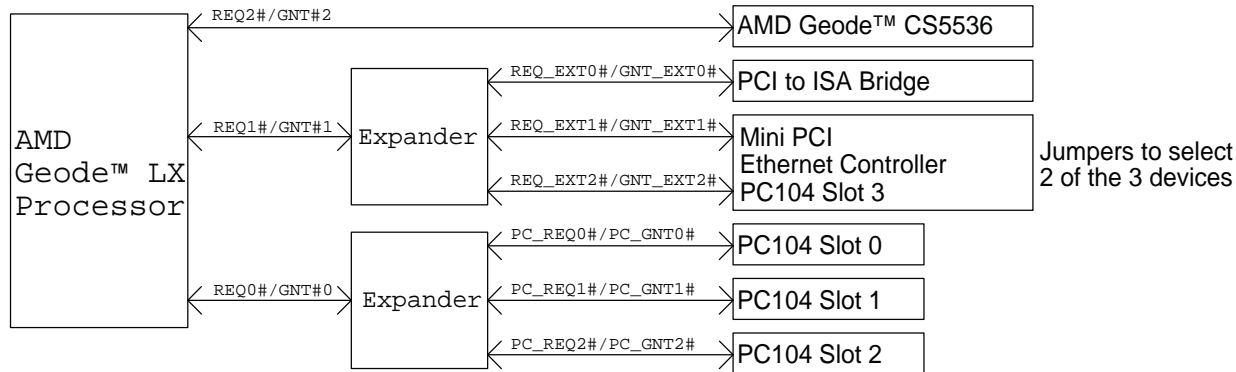 REQ2#/GNT#2
AMD Geode™ CS5536
REQ_EXT0#/GNT_EXT0#
PCI to ISA Bridge
AMD
Geode™ LX
Processor
REQ1#/GNT#1
Expander
REQ_EXT1#/GNT_EXT1#
Mini PCI
Ethernet Controller
PC104 Slot 3
REQ_EXT2#/GNT_EXT2#
Jumpers to select
2 of the 3 devices
PC_REQ0#/PC_GNT0#
PC104 Slot 0
REQ0#/GNT#0
Expander
PC_REQ1#/PC_GNT1#
PC104 Slot 1
PC_REQ2#/PC_GNT2#
PC104 Slot 2